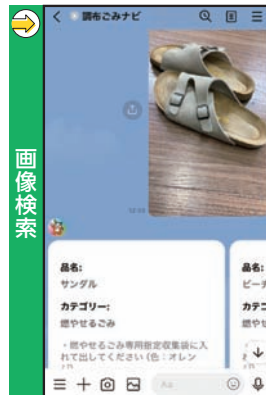 画像検索
調布ごみナビ
品名:
サンダル
カテゴリー:
燃やせるごみ
・燃やせるごみ専用指定収集袋に入
れて出してください (色:オレン
品名:
ビー
カテゴ
燃やせ
Aa